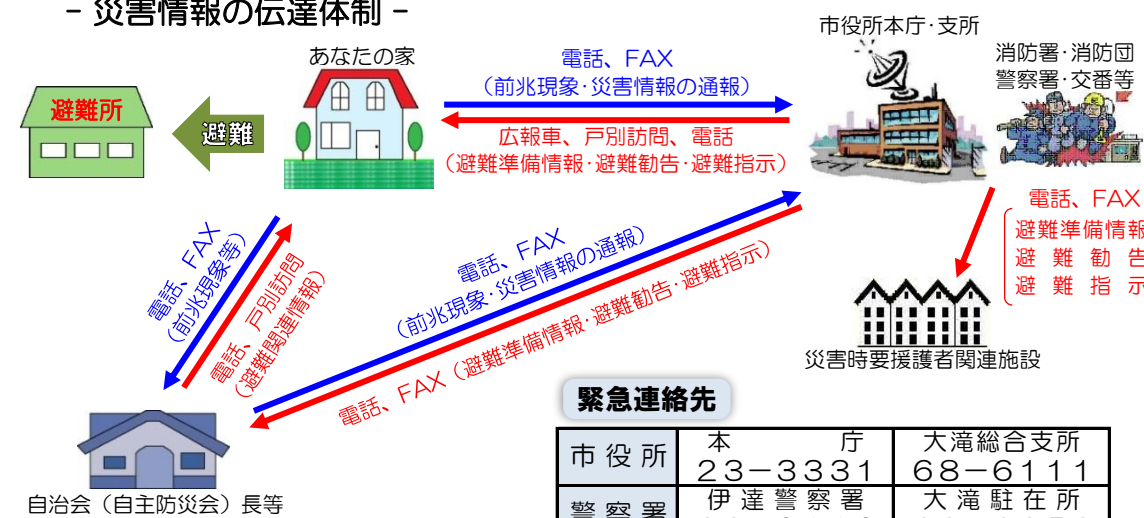 - 災害情報の伝達体制 -
市役所本庁・支所
あなたの家
消防署・消防団
警察署・交番等
電話、FAX
（前兆現象・災害情報の通報）
避難所
避難
広報車、戸別訪問、電話
（避難準備情報・避難勧告・避難指示）
電話、FAX
避難準備情報
避難勧告
避難指示
電話、FAX
（前兆現象等）
電話、戸別訪問
（避難関連情報）
電話、FAX
（前兆現象・災害情報の通報）
電話、FAX（避難準備情報・避難勧告・避難指示）
災害時要援護者関連施設
自治会（自主防災会）長等
緊急連絡先
市役所 本庁 大滝総合支所
23－3331 68－6111
警察署 伊達警察署 大滝駐在所